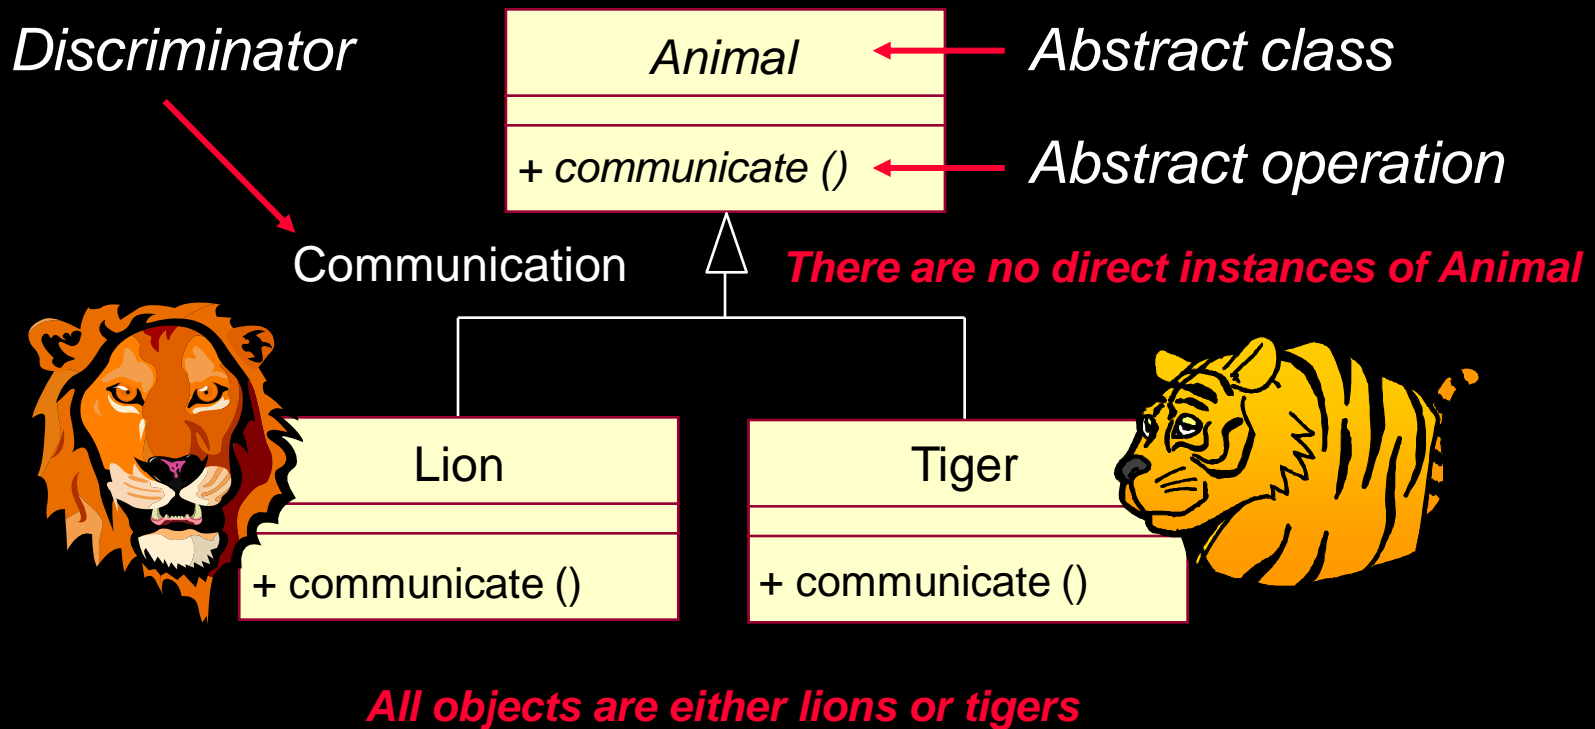 Discriminator
Animal
Abstract class
+ communicate ()
Abstract operation
Communication
There are no direct instances of Animal
Lion
Tiger
+ communicate ()
+ communicate ()
All objects are either lions or tigers